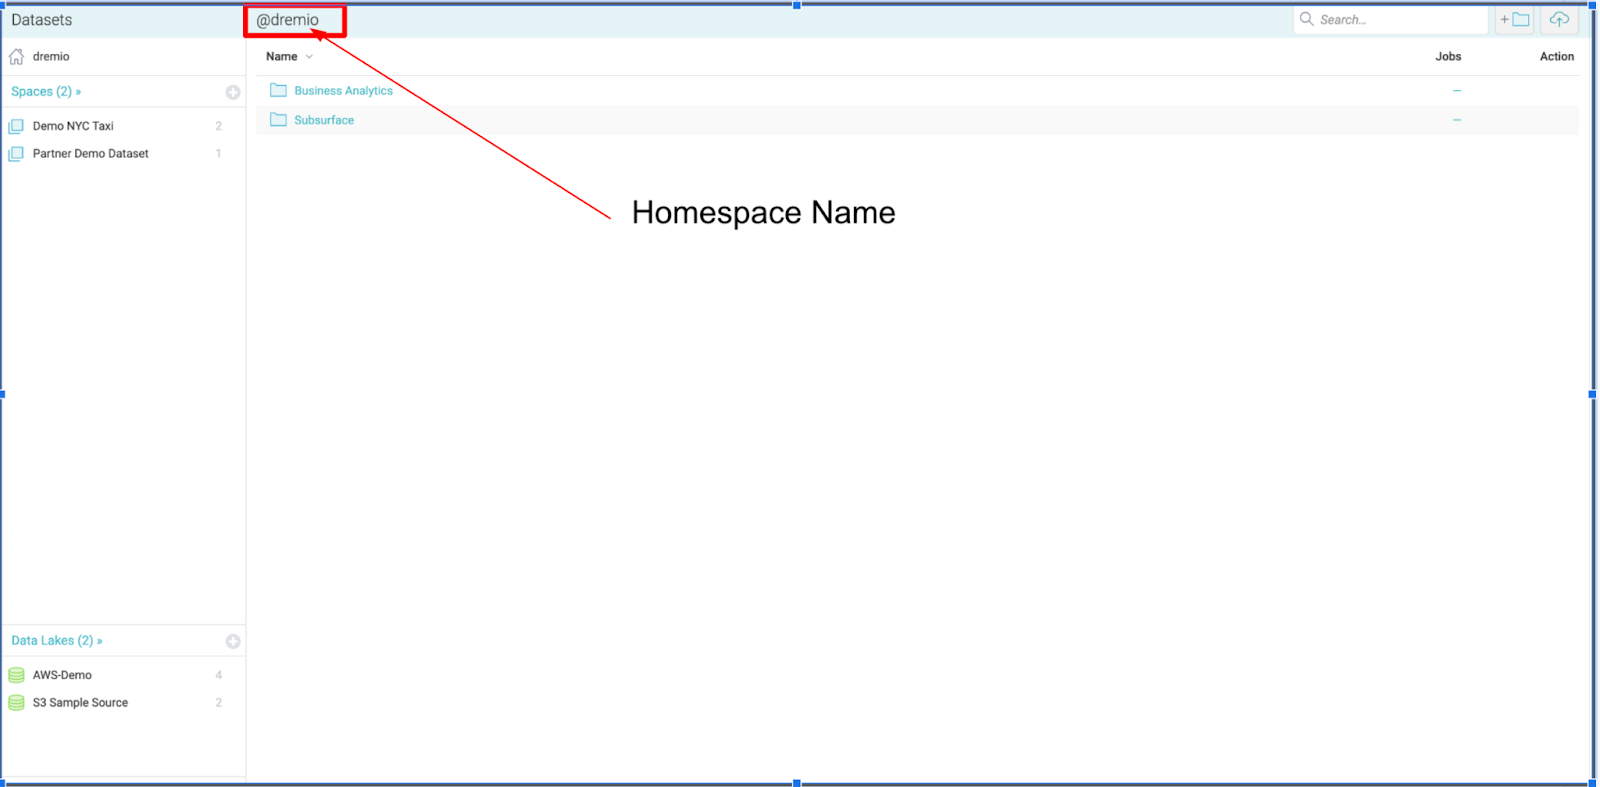 Datasets
@dremio
Search...
+
dremio
Name
Jobs
Action
Spaces (2) »
Business Analytics
–
Demo NYC Taxi
2
Subsurface
–
Partner Demo Dataset
1
Homespace Name
Data Lakes (2) »
AWS-Demo
4
S3 Sample Source
2